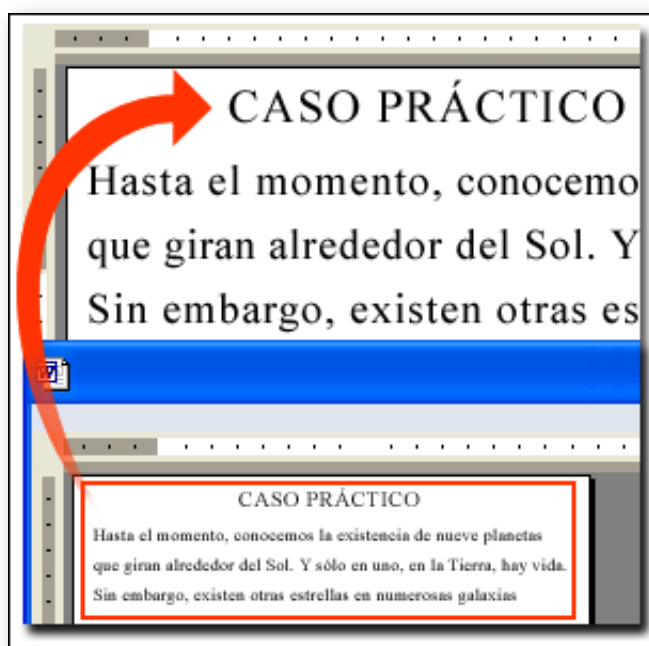 CASO PRÁCTICO
Hasta el momento, conocemo
que giran alrededor del Sol. Y
Sin embargo, existen otras es
CASO PRÁCTICO
Hasta el momento, conocemos la existencia de nueve planetas
que giran alrededor del Sol. Y sólo en uno, en la Tierra, hay vida.
Sin embargo, existen otras estrellas en numerosas galaxias